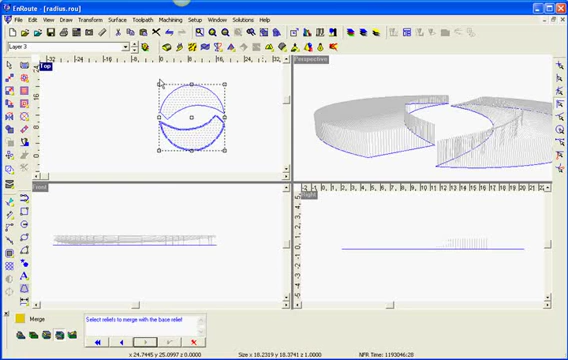 EnRoute - [radius.rou]
File Edit View Draw Transform Surface Toolpath Machining Setup Window Solutions Help
Layer 3
Top
Perspective
Front
Right
Merge
Select reliefs to merge with the base relief
x 24.7445 y 25.0997 z 0.0000
Size x 18.2319 y 18.3741 z 1.0000
NFR Time: 1193046:28